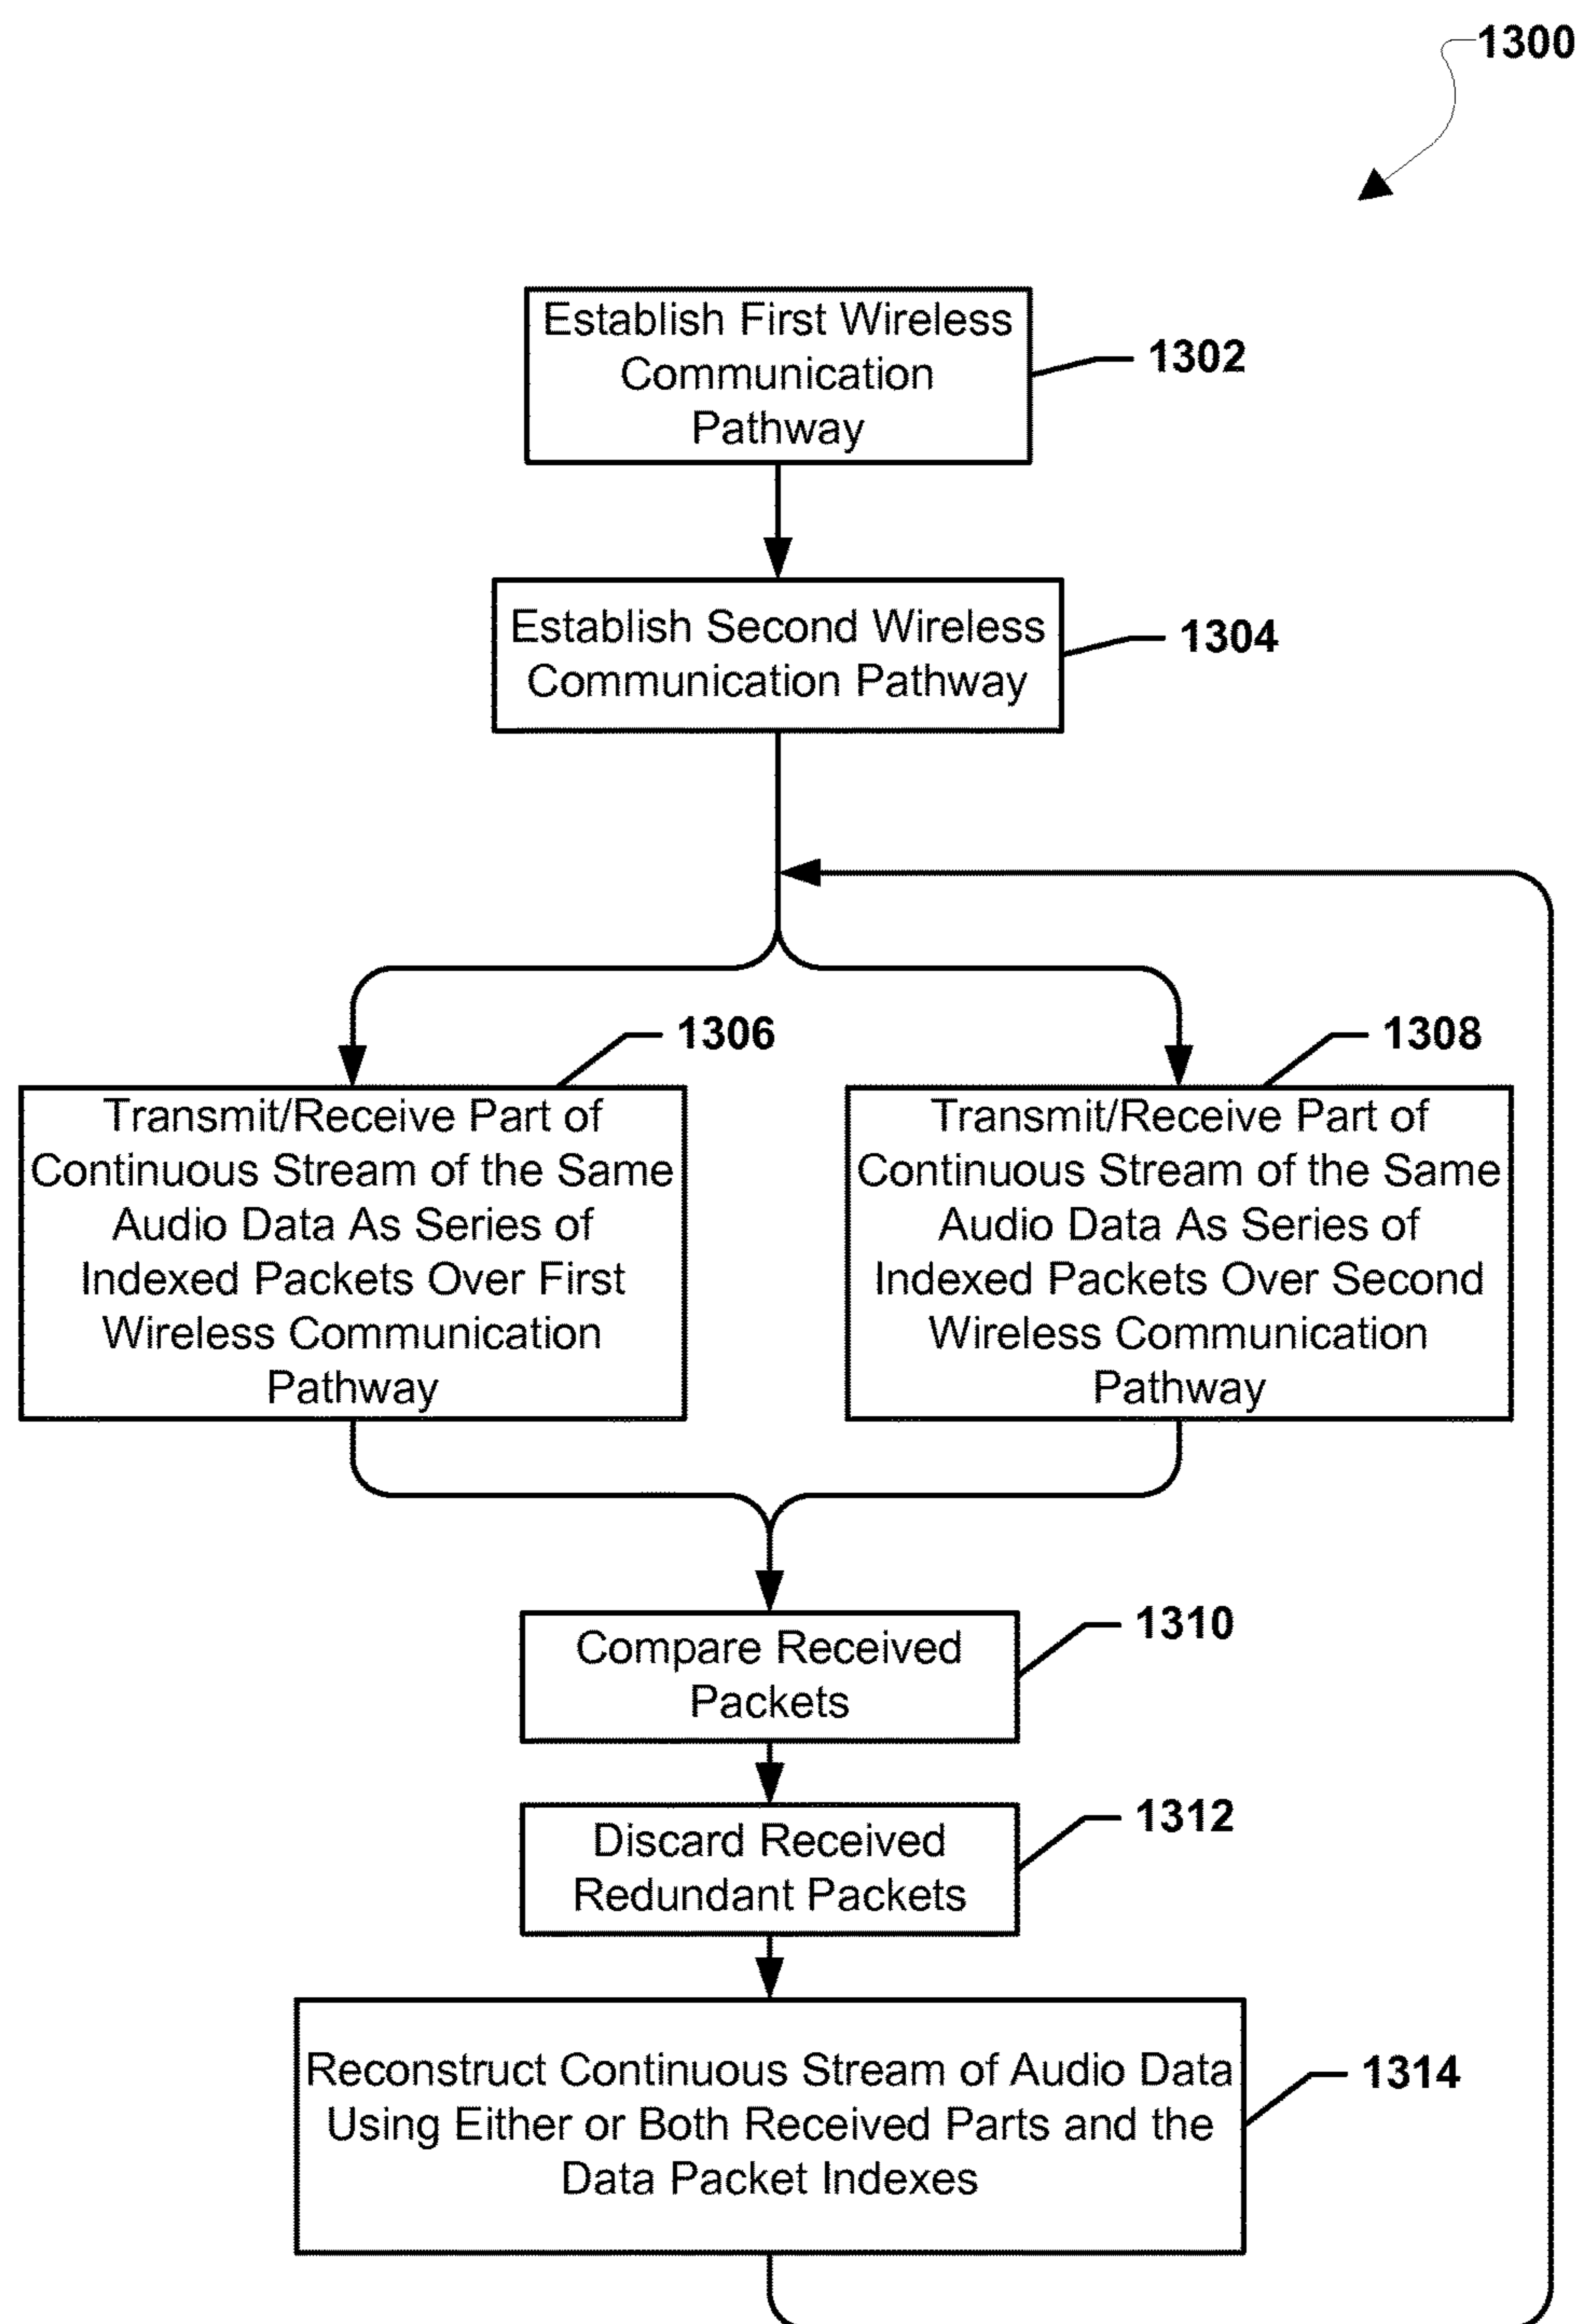 1300
Establish First Wireless
Communication
Pathway
1302
Establish Second Wireless
Communication Pathway
1304
1306
Transmit/Receive Part of
Continuous Stream of the Same
Audio Data As Series of
Indexed Packets Over First
Wireless Communication
Pathway
1308
Transmit/Receive Part of
Continuous Stream of the Same
Audio Data As Series of
Indexed Packets Over Second
Wireless Communication
Pathway
Compare Received
Packets
1310
Discard Received
Redundant Packets
1312
Reconstruct Continuous Stream of Audio Data
Using Either or Both Received Parts and the
Data Packet Indexes
1314